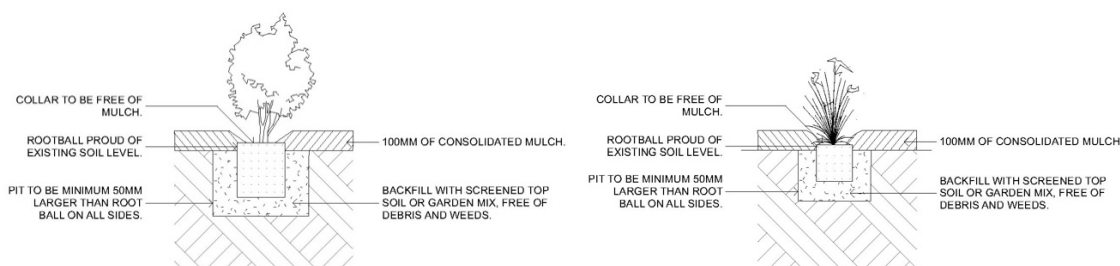 COLLAR TO BE FREE OF
MULCH.
ROOTBALL PROUD OF
EXISTING SOIL LEVEL.
PIT TO BE MINIMUM 50MM
LARGER THAN ROOT
BALL ON ALL SIDES.
100MM OF CONSOLIDATED MULCH.
BACKFILL WITH SCREENED TOP
SOIL OR GARDEN MIX, FREE OF
DEBRIS AND WEEDS.
COLLAR TO BE FREE OF
MULCH.
ROOTBALL PROUD OF
EXISTING SOIL LEVEL.
PIT TO BE MINIMUM 50MM
LARGER THAN ROOT
BALL ON ALL SIDES.
100MM OF CONSOLIDATED MULCH
BACKFILL WITH SCREENED TOP
SOIL OR GARDEN MIX, FREE OF
DEBRIS AND WEEDS.